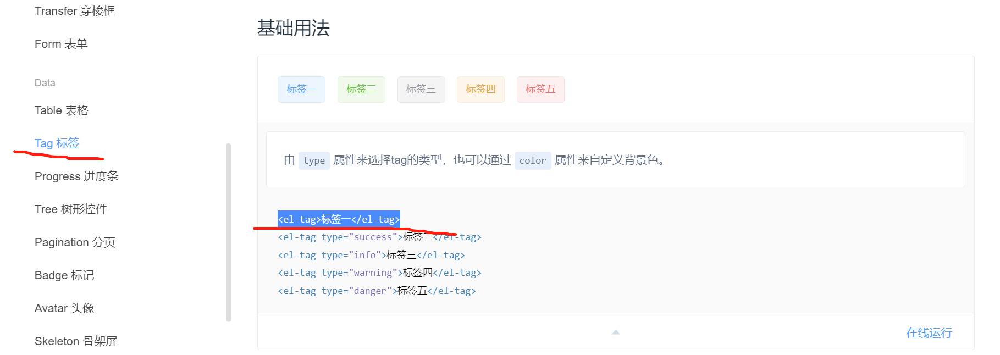 Transfer 穿梭框
Form 表单
Data
Table 表格
Tag 标签
Progress 进度条
Tree 树形控件
Pagination 分页
Badge 标记
Avatar 头像
Skeleton 骨架屏
基础用法
标签一 标签二 标签三 标签四 标签五
由 type 属性来选择tag的类型，也可以通过 color 属性来自定义背景色。
<el-tag>标签一</el-tag>
<el-tag type="success">标签二</el-tag>
<el-tag type="info">标签三</el-tag>
<el-tag type="warning">标签四</el-tag>
<el-tag type="danger">标签五</el-tag>
在线运行